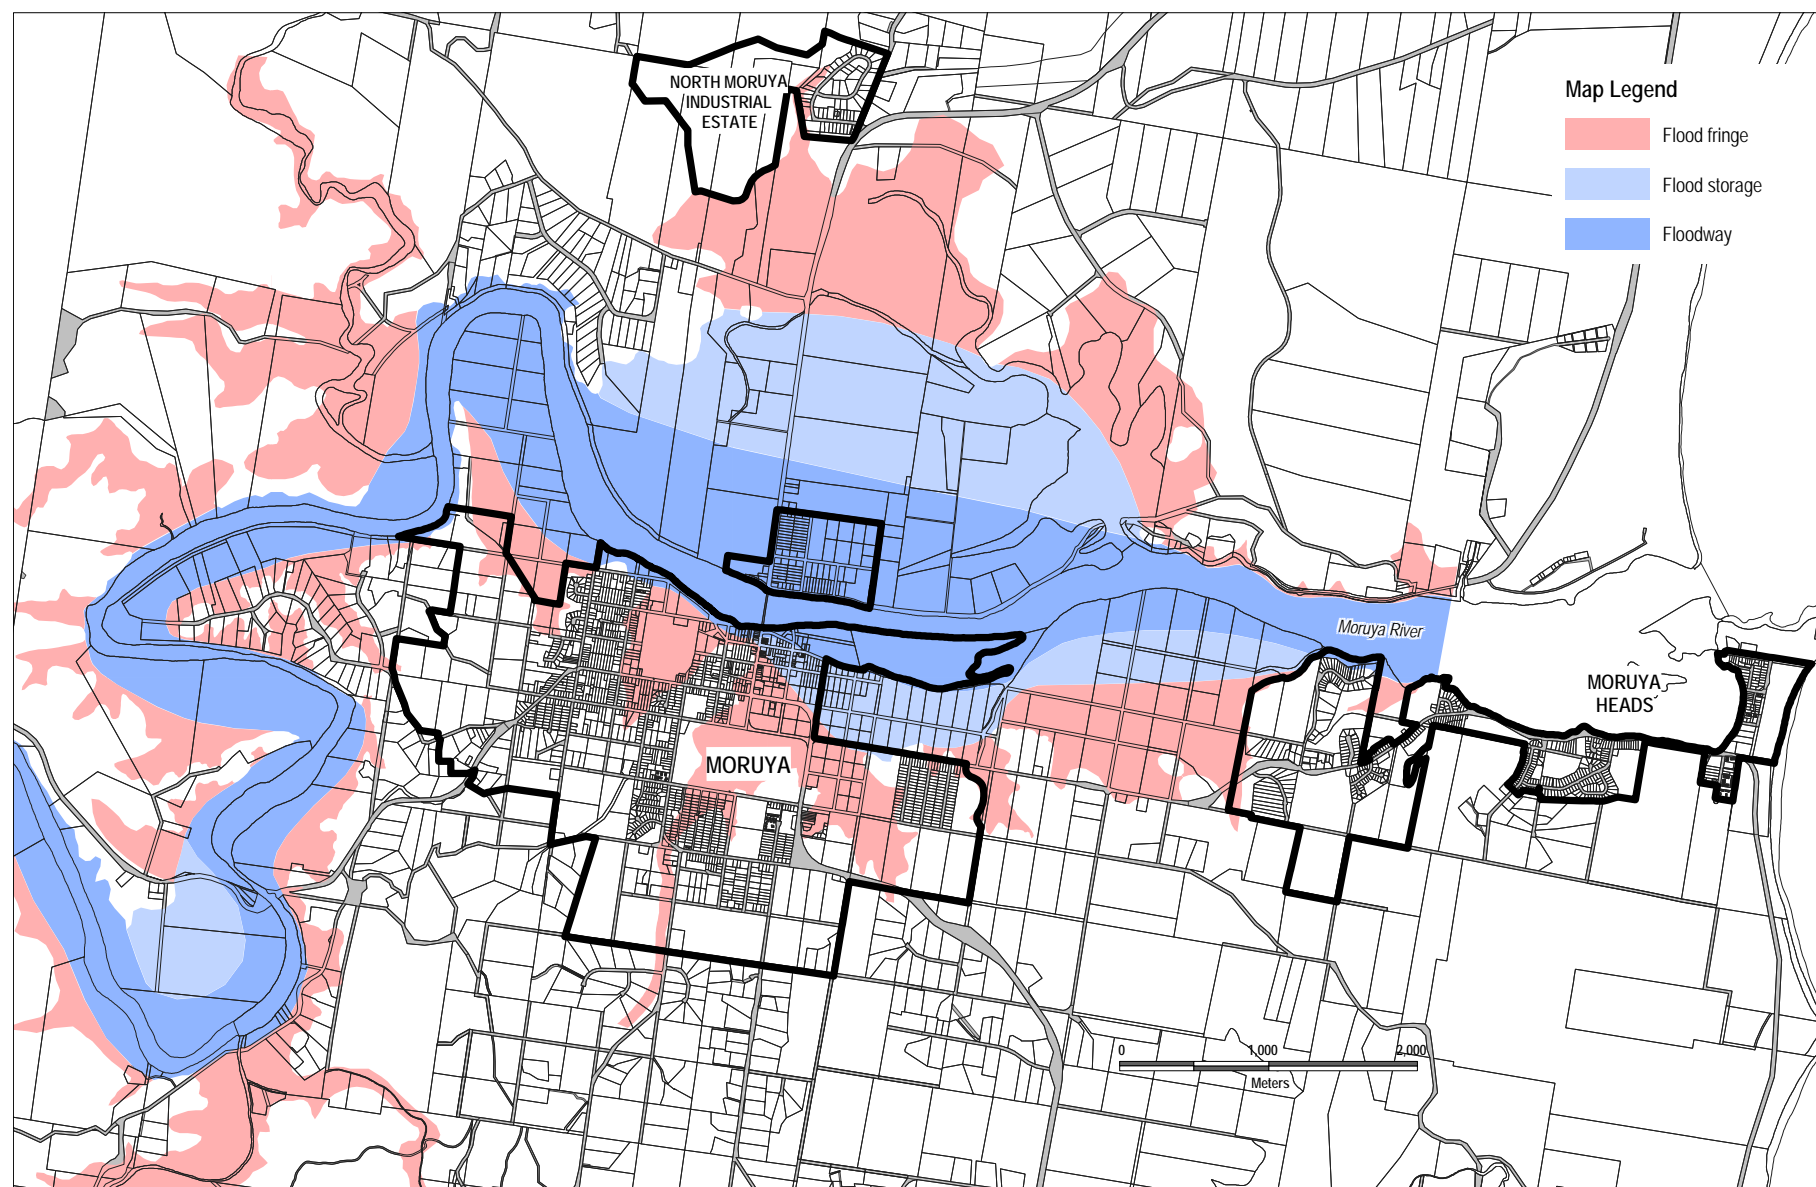 NORTH MORUYA
INDUSTRIAL
ESTATE
Map Legend
Flood fringe
Flood storage
Floodway
Moruya River
MORUYA
HEADS
MORUYA
0 1,000 2,000
Meters